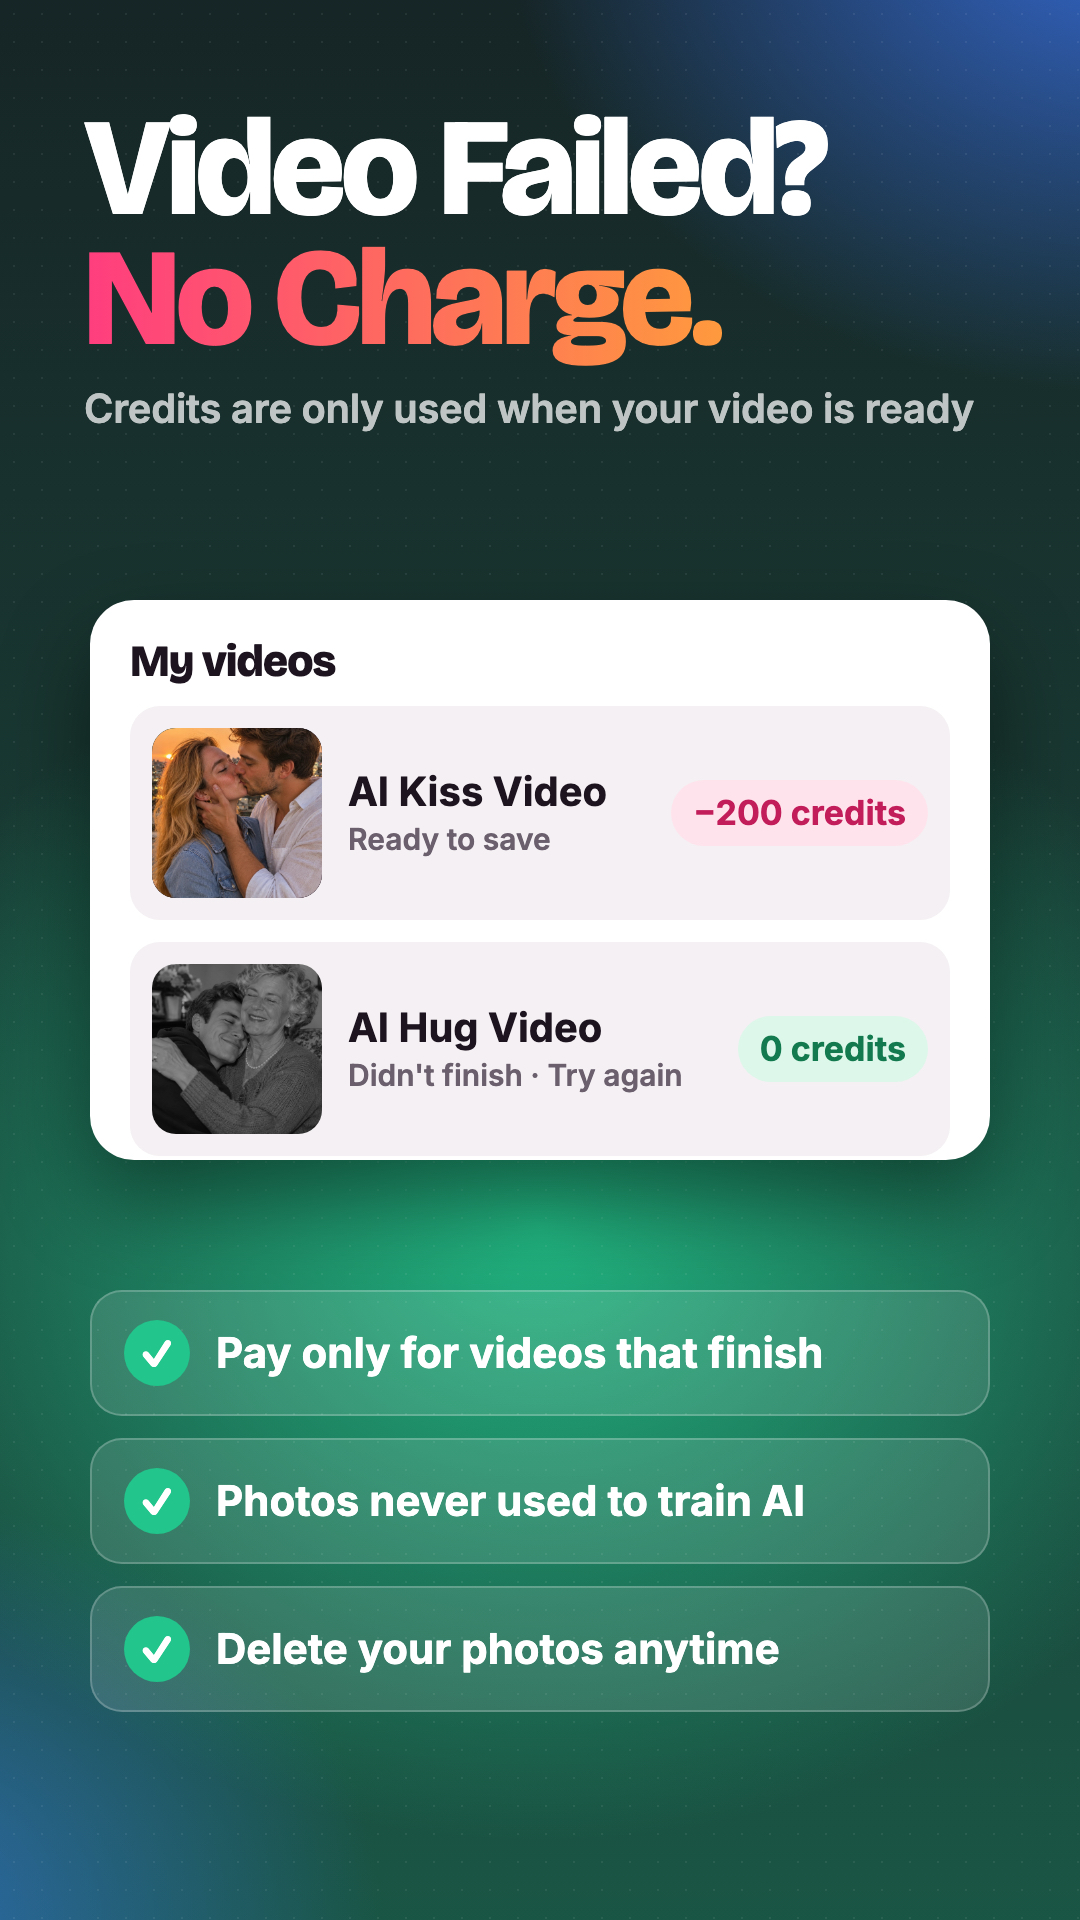 Video Failed?
No Charge.
Credits are only used when your video is ready
My videos
AI Kiss Video
Ready to save
−200 credits
AI Hug Video
Didn't finish · Try again
0 credits
Pay only for videos that finish
Photos never used to train AI
Delete your photos anytime